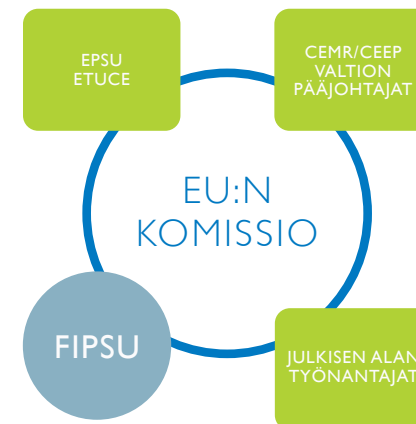 EPSU
ETUCE
CEMR/CEEP
VALTION
PÄÄJOHTAJAT
EU:N
KOMISSIO
FIPSU
JULKISEN ALAN
TYÖNANTAJAT